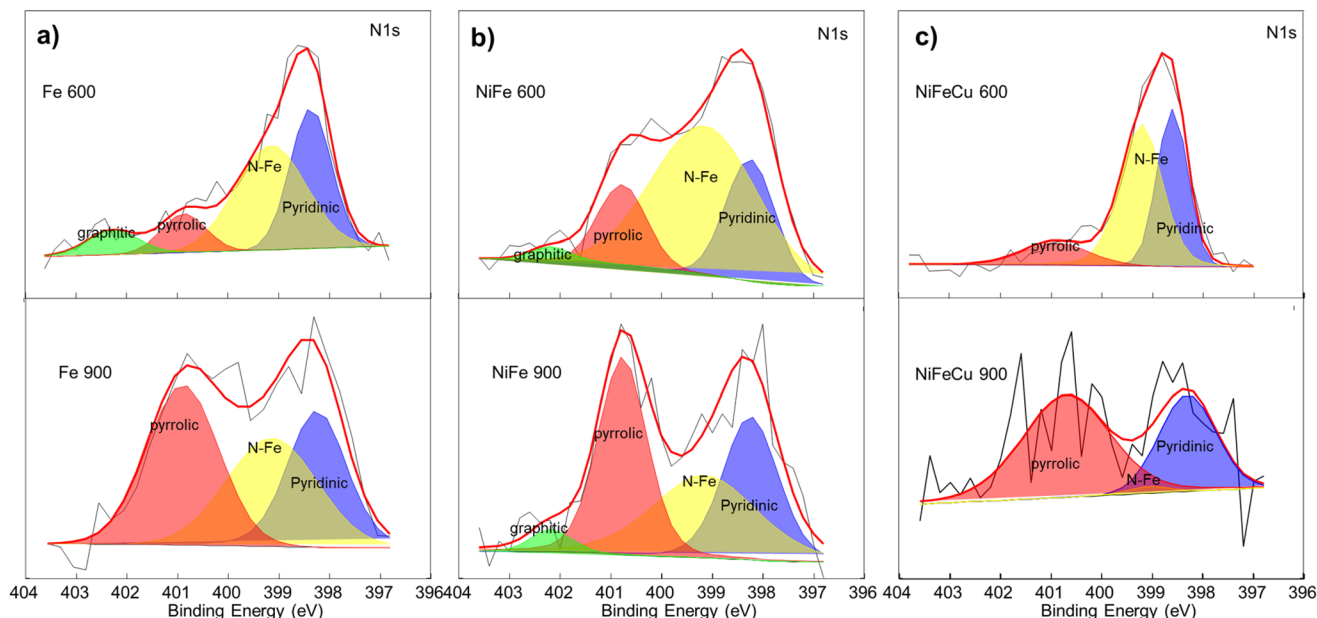 a)
N1s
Fe 600
N-Fe
Pyridinic
pyrrolic
graphitic
Fe 900
pyrrolic
N-Fe
Pyridinic
404 403 402 401 400 399 398 397 396
Binding Energy (eV)
b)
N1s
NiFe 600
N-Fe
Pyridinic
pyrrolic
graphitic
NiFe 900
pyrrolic
N-Fe
Pyridinic
graphitic
404 403 402 401 400 399 398 397 396
Binding Energy (eV)
c)
N1s
NiFeCu 600
N-Fe
Pyridinic
pyrrolic
NiFeCu 900
Pyridinic
pyrrolic
N-Fe
404 403 402 401 400 399 398 397 396
Binding Energy (eV)